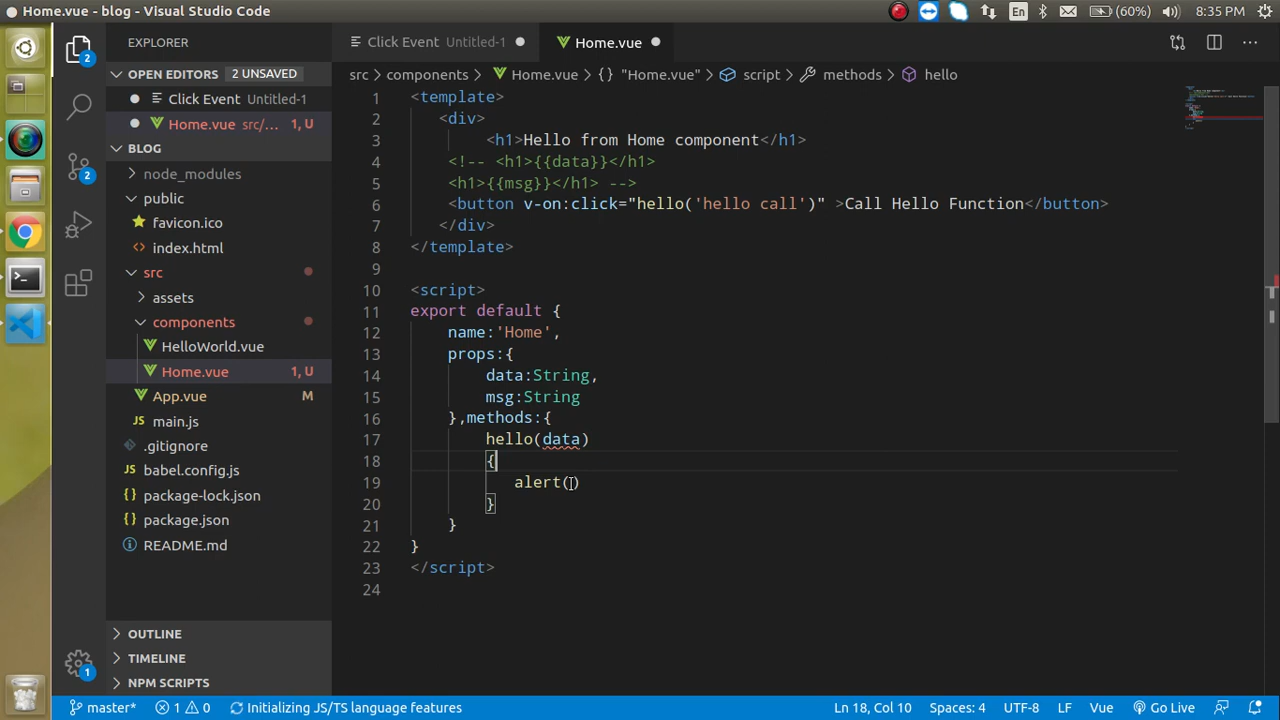 Home.vue - blog - Visual Studio Code
En
(60%)
8:35 PM
EXPLORER
OPEN EDITORS 2 UNSAVED
Click Event Untitled-1
Home.vue src/... 1, U
BLOG
node_modules
public
favicon.ico
index.html
src
assets
components
HelloWorld.vue
Home.vue 1, U
App.vue M
main.js
.gitignore
babel.config.js
package-lock.json
package.json
README.md
OUTLINE
TIMELINE
NPM SCRIPTS
2
2
1
Click Event Untitled-1
Home.vue
src > components > Home.vue > {} "Home.vue" > script > methods > hello
1 <template>
2 <div>
3 <h1>Hello from Home component</h1>
4 <!-- <h1>{{data}}</h1>
5 <h1>{{msg}}</h1> -->
6 <button v-on:click="hello('hello call')" >Call Hello Function</button>
7 </div>
8 </template>
9
10 <script>
11 export default {
12 name:'Home',
13 props:{
14 data:String,
15 msg:String
16 },methods:{
17 hello(data)
18 {
19 alert()
20 }
21 }
22 }
23 </script>
24
master* 1 0 Initializing JS/TS language features Ln 18, Col 10 Spaces: 4 UTF-8 LF Vue Go Live